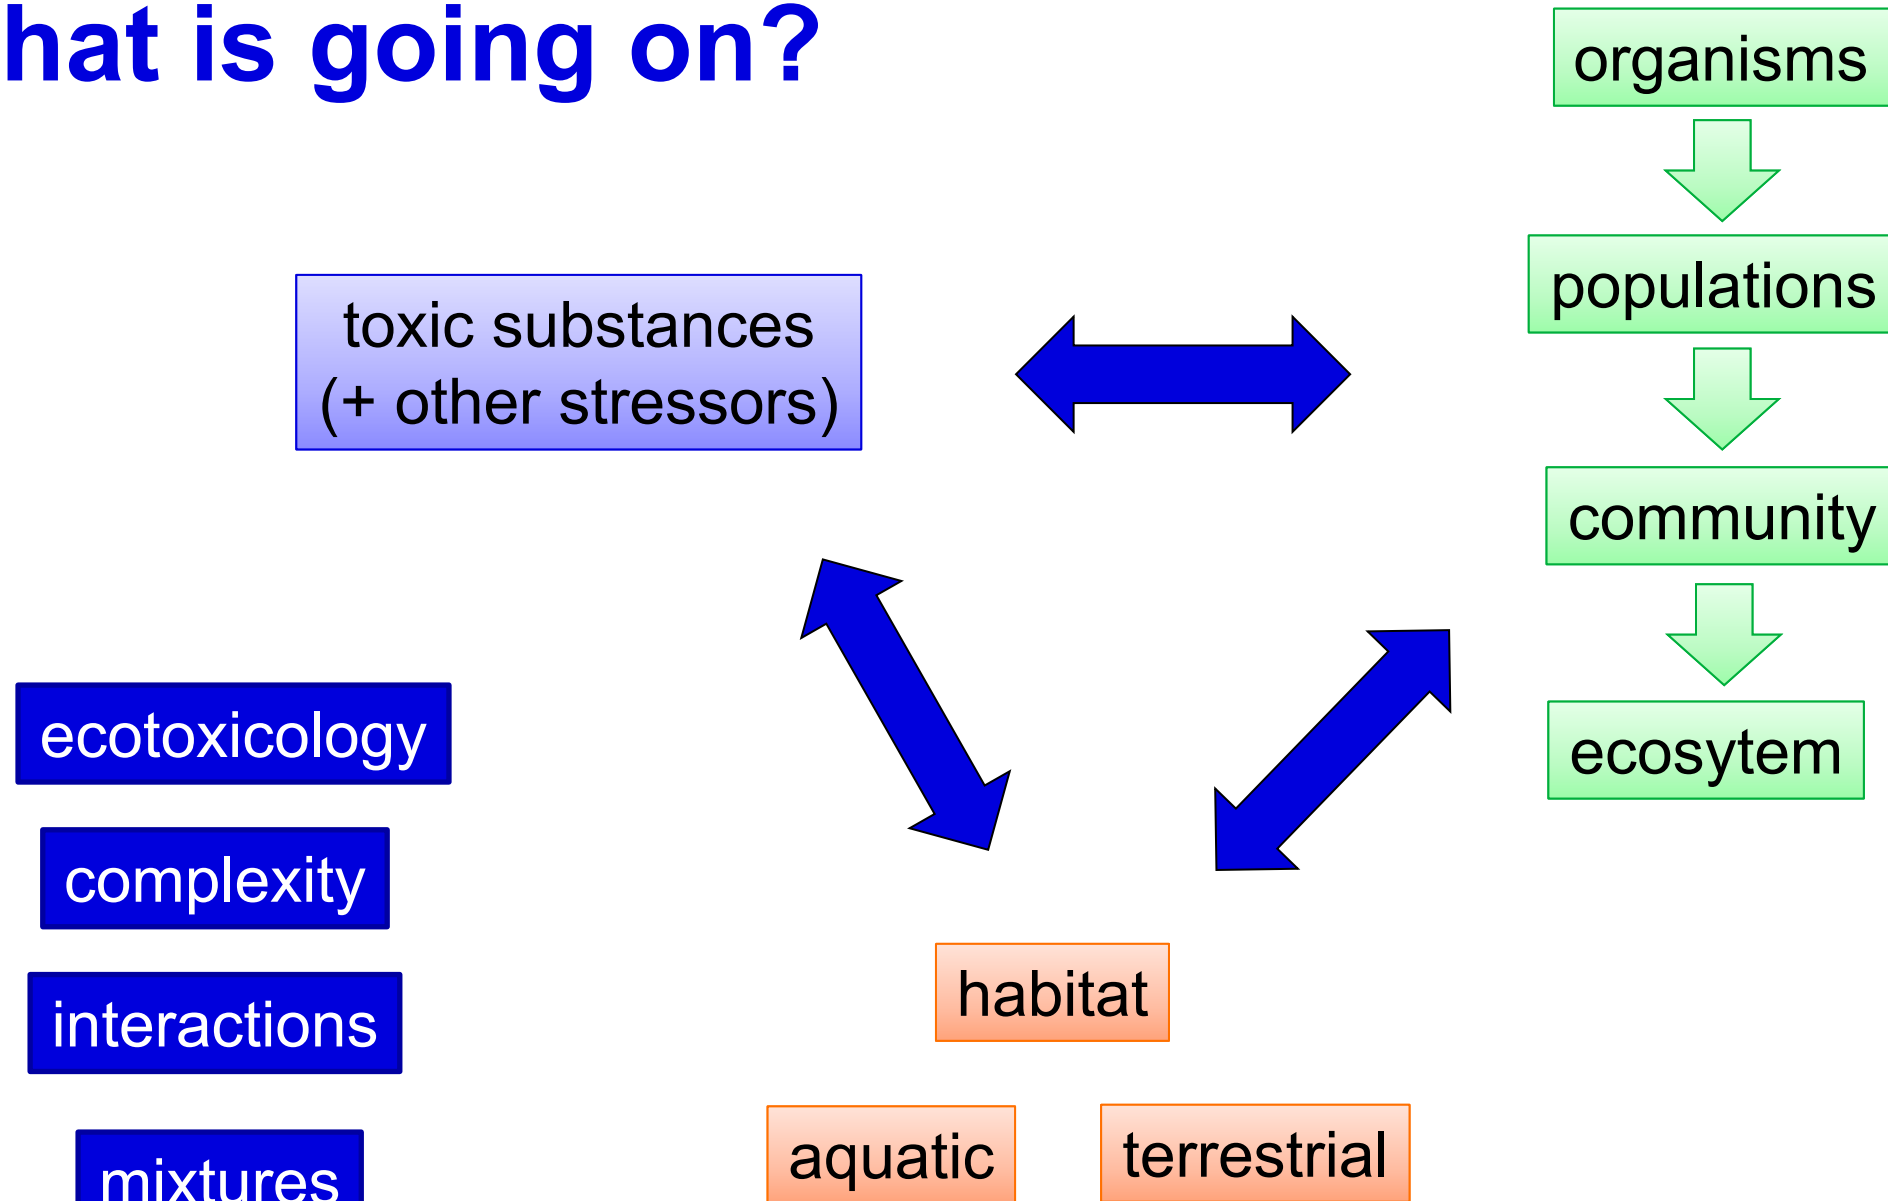 hat is going on?
organisms
populations
toxic substances
(+ other stressors)
community
ecosytem
ecotoxicology
complexity
interactions
mixtures
habitat
aquatic
terrestrial